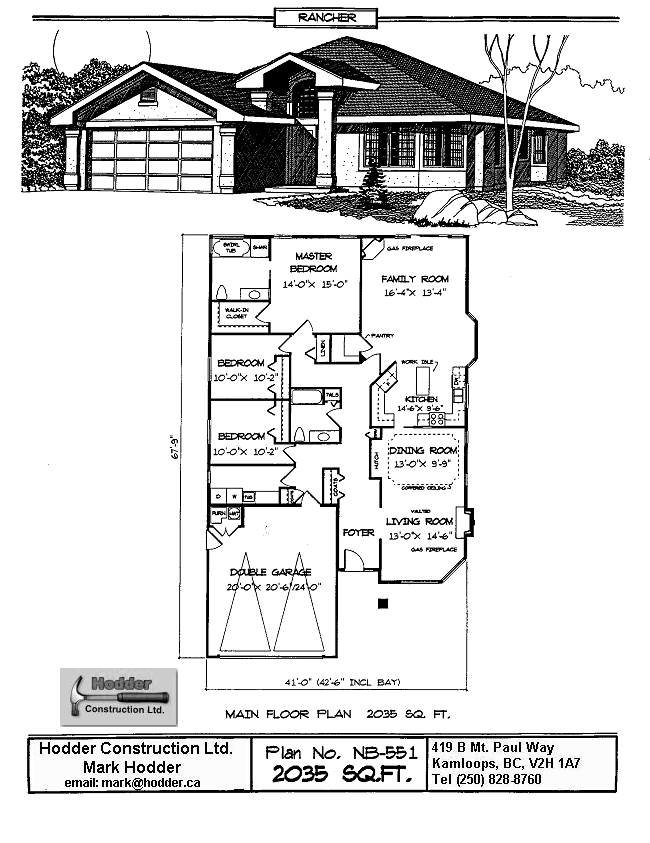 RANCHER
SWIRL
TUB
SHWR
MASTER
BEDROOM
14'-0"X 15'-0"
GAS FIREPLACE
FAMILY ROOM
16'-4"X 13'-4"
WALK-IN
CLOSET
LINEN
PANTRY
BEDROOM
10'-0"X 10'-2"
WORK ISLE
KITCHEN
14'-6"X 9'-6"
BEDROOM
10'-0"X 10'-2"
HUTCH
DINING ROOM
13'-0"X 9'-9"
COFFERED CEILING
67'-9"
D
W
TUB
COATS
VAULTED
LIVING ROOM
13'-0"X 14'-6"
GAS FIREPLACE
FURN
HWT
FOYER
DOUBLE GARAGE
20'-0"X 20'-6"/24'-0"
41'-0" (42'-6" INCL BAY)
Hodder
Construction Ltd.
MAIN FLOOR PLAN 2035 SQ. FT.
Hodder Construction Ltd.
Mark Hodder
email: mark@hodder.ca
Plan No. NB-551
2035 SQ.FT.
419 B Mt. Paul Way
Kamloops, BC, V2H 1A7
Tel (250) 828-8760